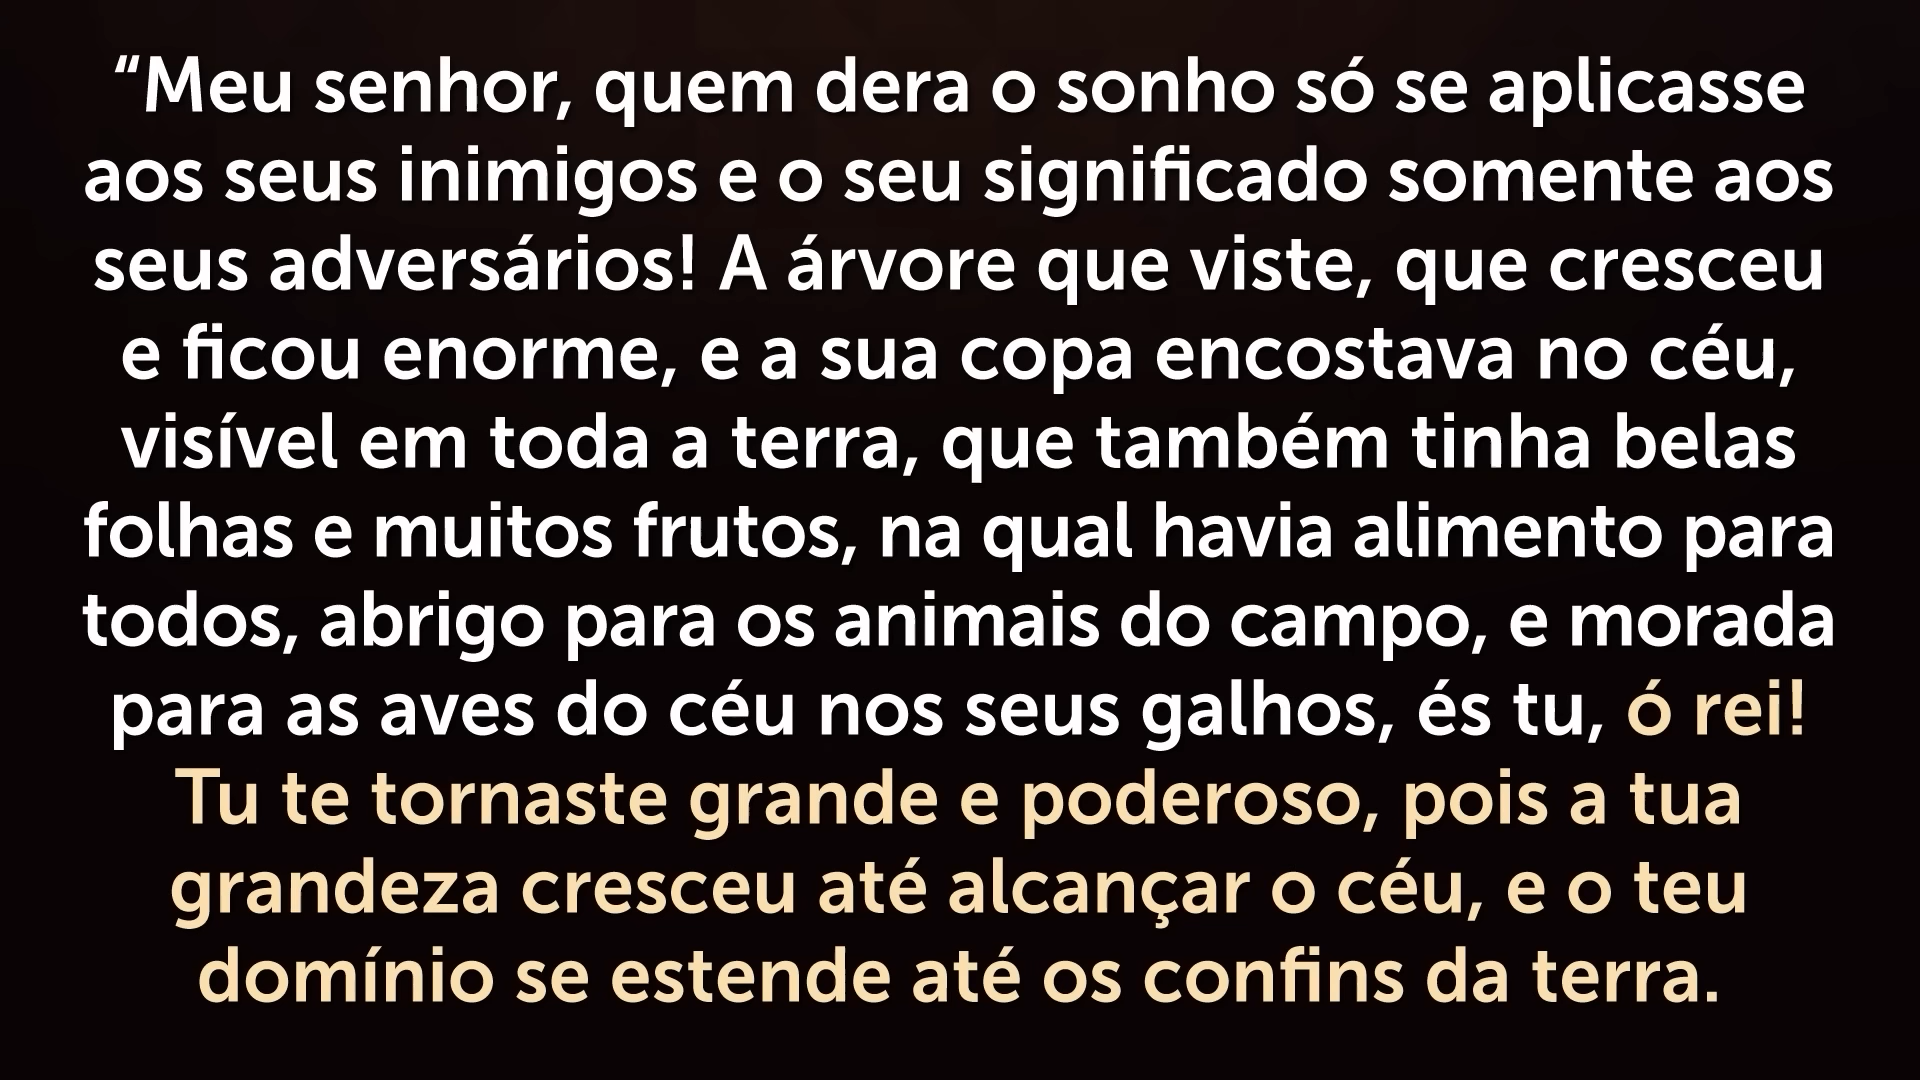 “Meu senhor, quem dera o sonho só se aplicasse
aos seus inimigos e o seu significado somente aos
seus adversários! A árvore que viste, que cresceu
e ficou enorme, e a sua copa encostava no céu,
visível em toda a terra, que também tinha belas
folhas e muitos frutos, na qual havia alimento para
todos, abrigo para os animais do campo, e morada
para as aves do céu nos seus galhos, és tu, ó rei!
Tu te tornaste grande e poderoso, pois a tua
grandeza cresceu até alcançar o céu, e o teu
domínio se estende até os confins da terra.